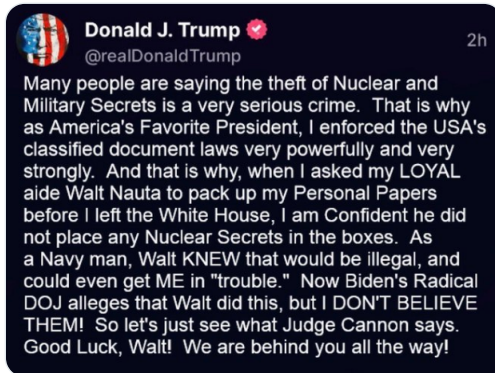 Donald J. Trump
@realDonaldTrump
2h
Many people are saying the theft of Nuclear and
Military Secrets is a very serious crime.  That is why
as America's Favorite President, I enforced the USA's
classified document laws very powerfully and very
strongly.  And that is why, when I asked my LOYAL
aide Walt Nauta to pack up my Personal Papers
before I left the White House, I am Confident he did
not place any Nuclear Secrets in the boxes.  As
a Navy man, Walt KNEW that would be illegal, and
could even get ME in "trouble."  Now Biden's Radical
DOJ alleges that Walt did this, but I DON'T BELIEVE
THEM!  So let's just see what Judge Cannon says.
Good Luck, Walt!  We are behind you all the way!